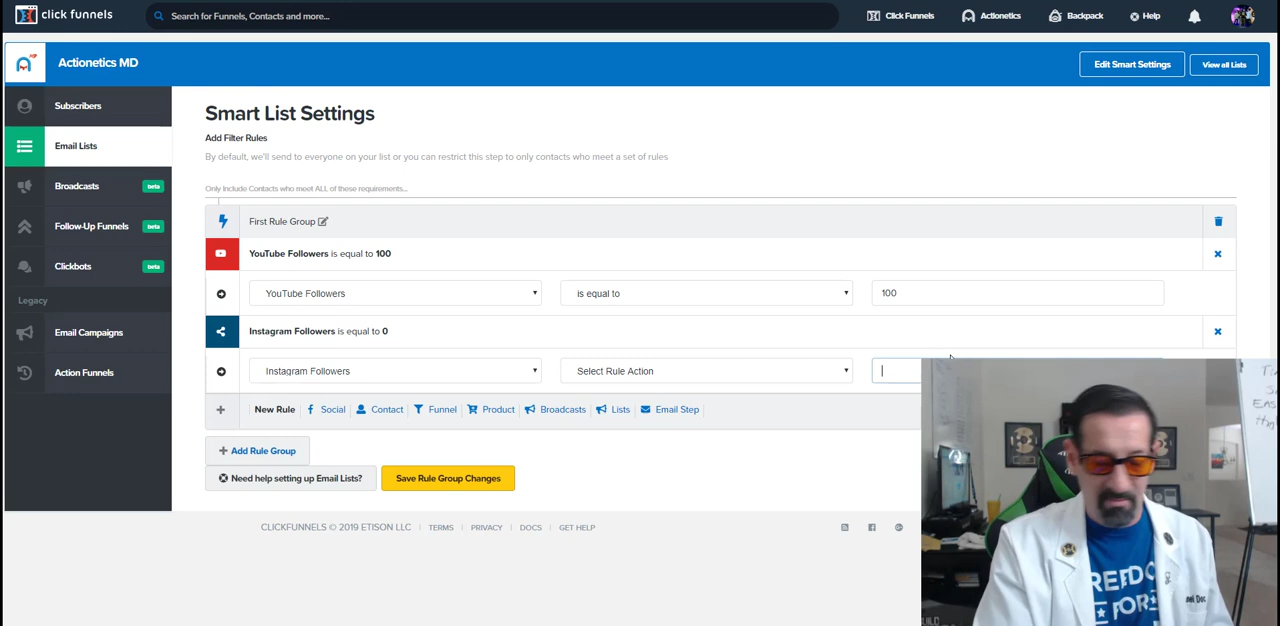 click funnels
Search for Funnels, Contacts and more...
Click Funnels
Actionetics
Backpack
Help
Actionetics MD
Edit Smart Settings
View all Lists
Subscribers
Email Lists
Broadcasts beta
Follow-Up Funnels beta
Clickbots beta
Legacy
Email Campaigns
Action Funnels
Smart List Settings
Add Filter Rules
By default, we'll send to everyone on your list or you can restrict this step to only contacts who meet a set of rules
Only Include Contacts who meet ALL of these requirements...
First Rule Group
YouTube Followers is equal to 100
YouTube Followers is equal to 100
Instagram Followers is equal to 0
Instagram Followers Select Rule Action
New Rule Social Contact Funnel Product Broadcasts Lists Email Step
+ Add Rule Group
Need help setting up Email Lists?
Save Rule Group Changes
CLICKFUNNELS © 2019 ETISON LLC | TERMS | PRIVACY | DOCS | GET HELP
EAS
REEDO
FOR